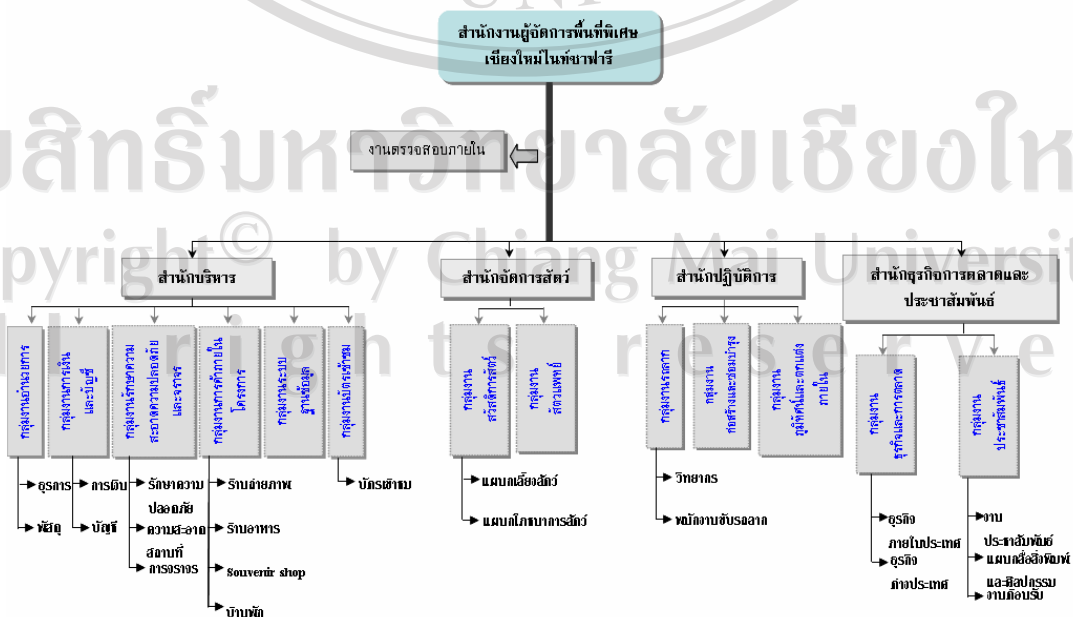 สำนักงานผู้จัดการพื้นที่พิเศษ
เชียงใหม่ไนท์ซาฟารี
งานตรวจสอบภายใน
ยสิทธิ์มหาวิทยาลัยเชียงให
pyright© by Chiang Mai Universit
l rights reserve
สำนักบริหาร
สำนักจัดการสัตว์
สำนักปฏิบัติการ
สำนักธุรกิจการตลาดและ
ประชาสัมพันธ์
กลุ่มงานอำนวยการ
กลุ่มงานการเงิน
และบัญชี
กลุ่มงานรักษาความ
สะอาดความปลอดภัย
และจราจร
กลุ่มงานการค้าภายใน
โครงการ
กลุ่มงานระบบ
ฐานข้อมูล
กลุ่มงานบัตรเข้าชม
กลุ่มงาน
สวัสดิการสัตว์
กลุ่มงาน
สัตวแพทย์
กลุ่มงานรถลาก
กลุ่มงาน
ก่อสร้างและซ่อมบำรุง
กลุ่มงาน
ภูมิทัศน์และตกแต่ง
ภายใน
กลุ่มงาน
ธุรกิจและการตลาด
กลุ่มงาน
ประชาสัมพันธ์
ธุรการ
พัสดุ
การเงิน
บัญชี
รักษาความ
ปลอดภัย
ความสะอาด
สถานที่
การจราจร
ร้านถ่ายภาพ
ร้านอาหาร
Souvenir shop
บ้านพัก
บัตรเข้าชม
แผนกเลี้ยงสัตว์
แผนกโภชนาการสัตว์
วิทยากร
พนักงานขับรถลาก
ธุรกิจ
ภายในประเทศ
ธุรกิจ
ต่างประเทศ
งาน
ประชาสัมพันธ์
แผนกสื่อสิ่งพิมพ์
และศิลปกรรม
งานต้อนรับ